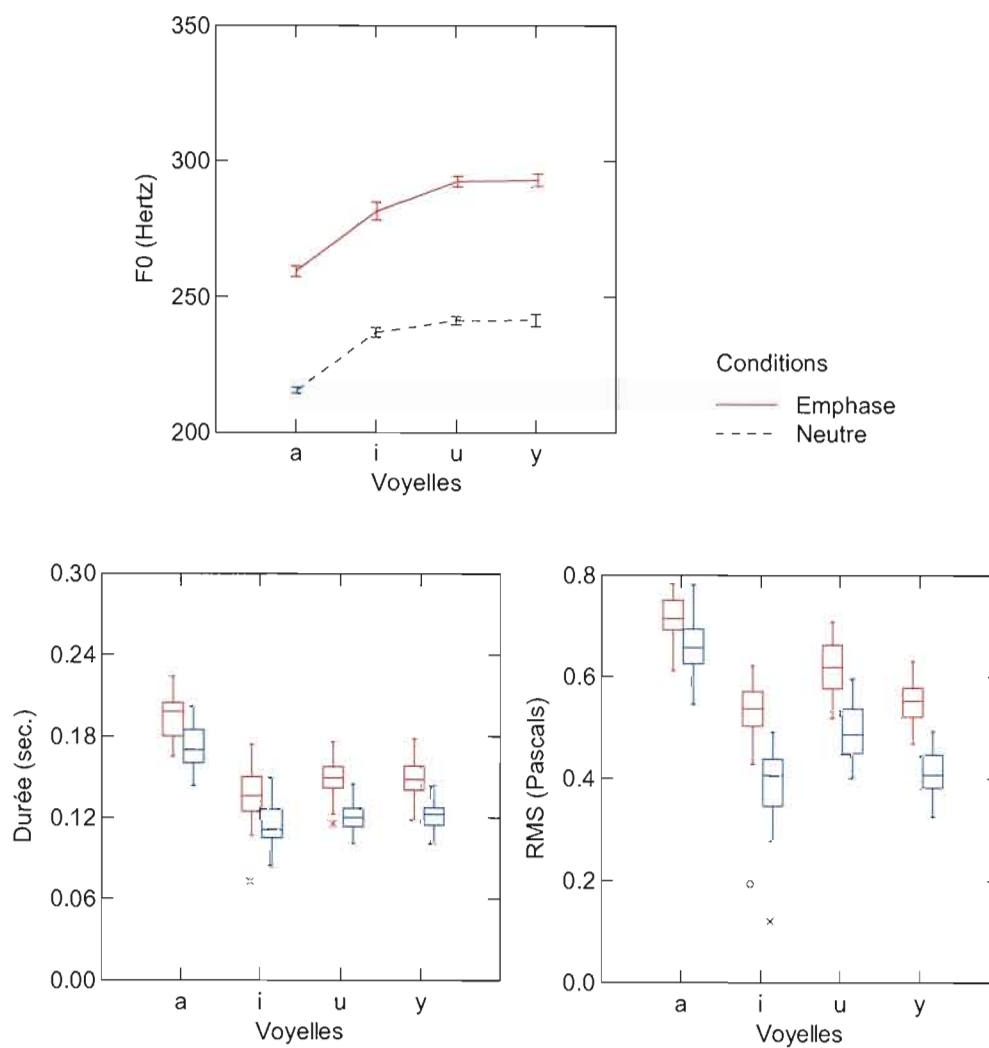 350
300
250
200
F0 (Hertz)
a i u y
Voyelles
Conditions
Emphase
Neutre
0.30
0.24
0.18
0.12
0.06
0.00
Durée (sec.)
a i u y
Voyelles
0.8
0.6
0.4
0.2
0.0
RMS (Pascals)
a i u y
Voyelles